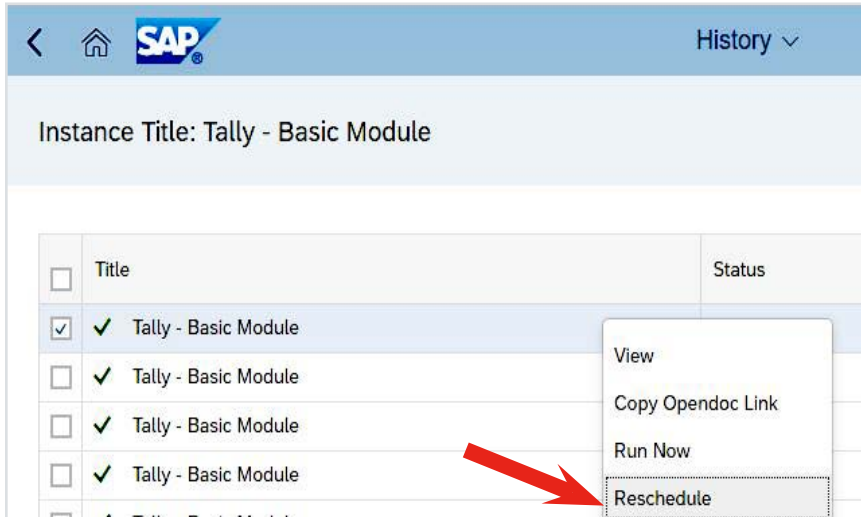 SAP®
History
Instance Title: Tally - Basic Module
Title
Status
Tally - Basic Module
Tally - Basic Module
Tally - Basic Module
Tally - Basic Module
View
Copy Opendoc Link
Run Now
Reschedule